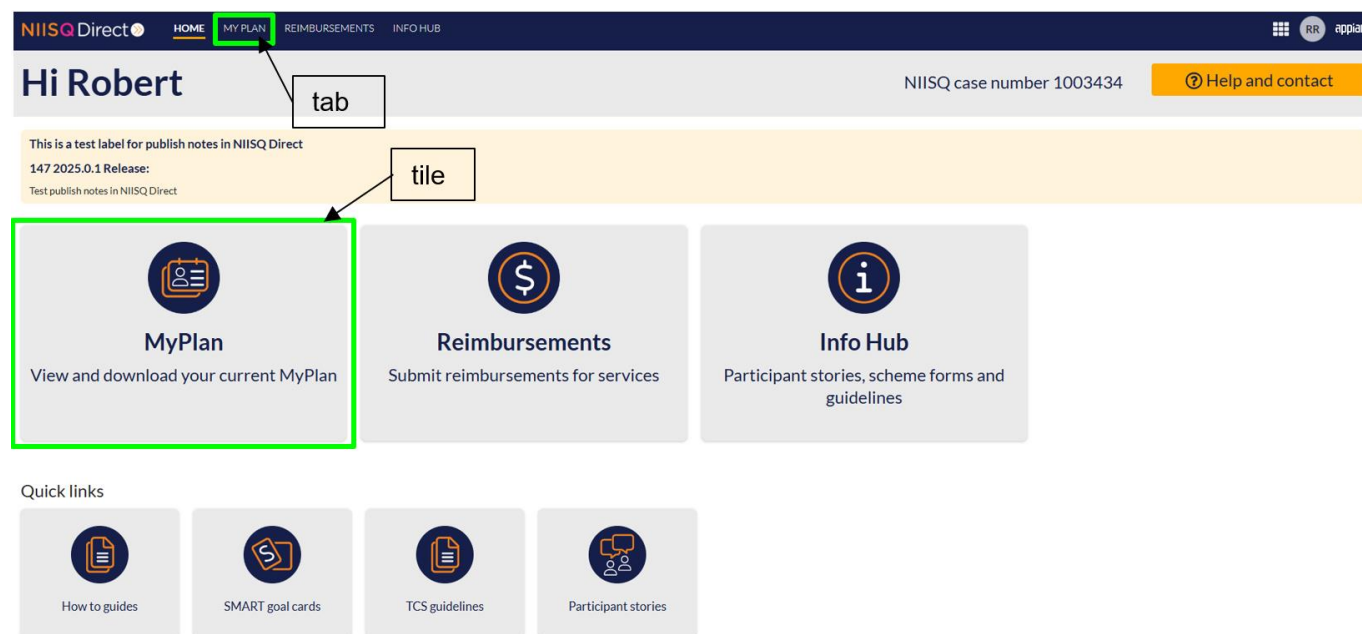 NIISQ Direct HOME MY PLAN REIMBURSEMENTS INFO HUB RR appian
Hi Robert
NIISQ case number 1003434
Help and contact
tab
This is a test label for publish notes in NIISQ Direct
147 2025.0.1 Release:
Test publish notes in NIISQ Direct
tile
MyPlan
View and download your current MyPlan
Reimbursements
Submit reimbursements for services
Info Hub
Participant stories, scheme forms and
guidelines
Quick links
How to guides
SMART goal cards
TCS guidelines
Participant stories